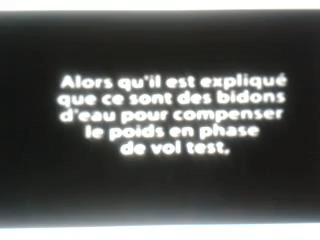 Alors qu'il est expliqué
que ce sont des bidons
d'eau pour compenser
le poids en phase
de vol test.